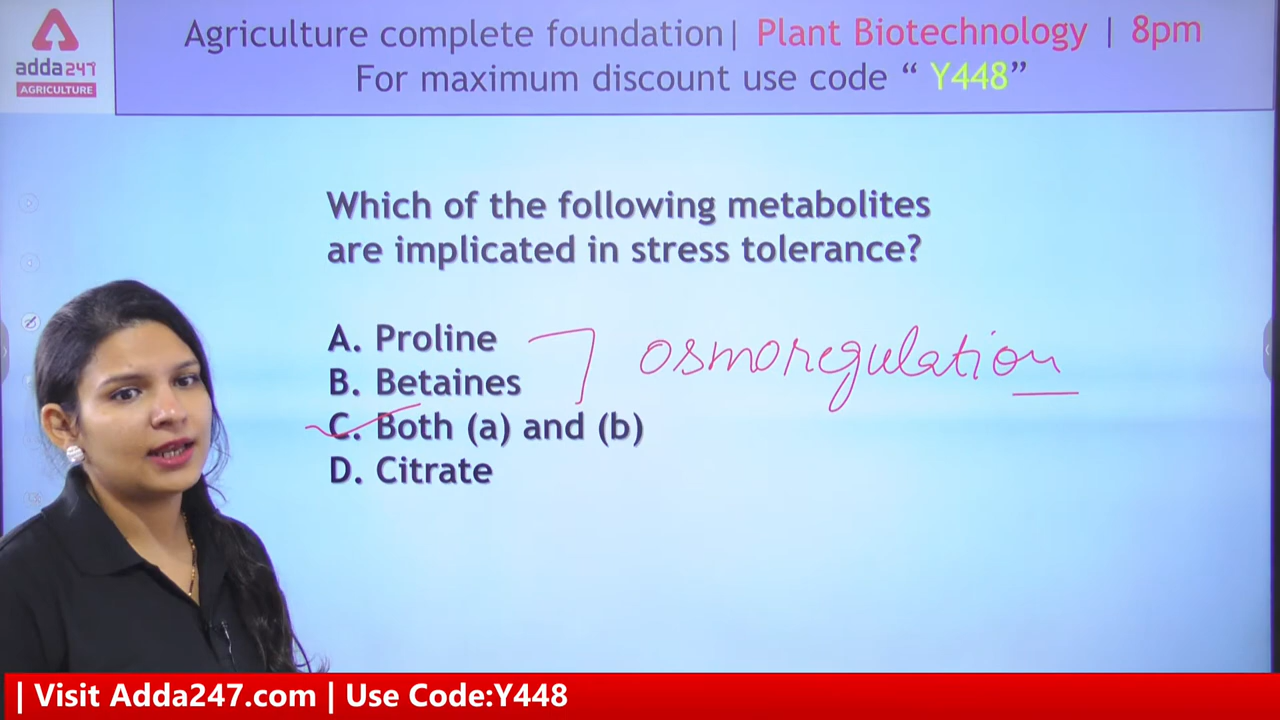 Agriculture complete foundation| Plant Biotechnology | 8pm
For maximum discount use code “ Y448”
adda247
AGRICULTURE
Which of the following metabolites
are implicated in stress tolerance?
A. Proline
B. Betaines
C. Both (a) and (b)
D. Citrate
osmoregulation
| Visit Adda247.com | Use Code:Y448